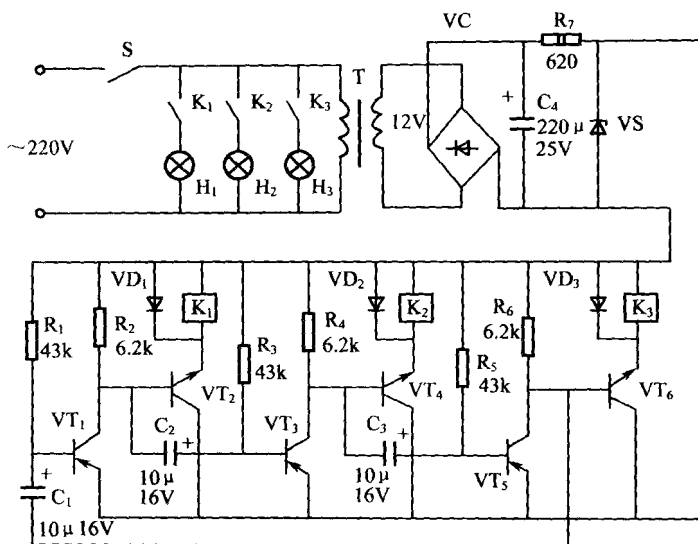 S
VC
R₇
620
K₁
K₂
K₃
T
12V
+
C₄
220μ
25V
VS
~220V
H₁
H₂
H₃
VD₁
K₁
VD₂
K₂
VD₃
K₃
R₁
43k
R₂
6.2k
R₃
43k
R₄
6.2k
R₅
43k
R₆
6.2k
VT₁
VT₂
VT₃
VT₄
VT₅
VT₆
C₂
+
10μ
16V
C₃
+
10μ
16V
+
C₁
10μ 16V